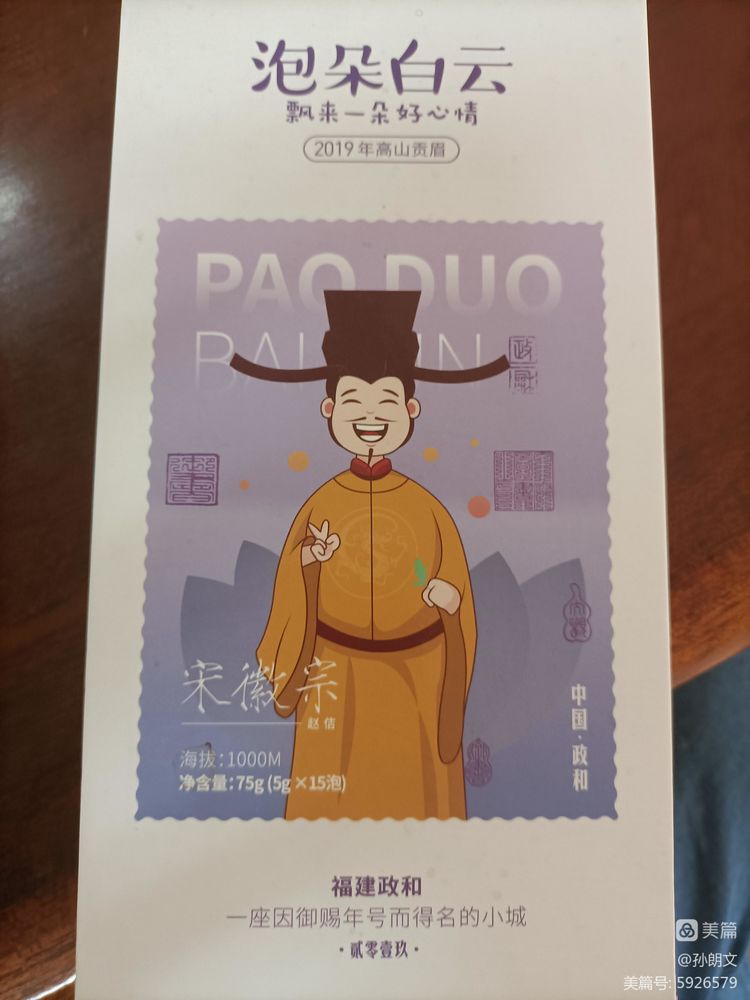 泡朵白云
飘来一朵好心情
2019年高山贡眉
PAO DUO
BAI YUN
宋徽宗
赵佶
海拔:1000M
净含量:75g(5g×15泡)
中国·政和
福建政和
一座因御赐年号而得名的小城
·贰零壹玖·
美篇
@孙朗文
美篇号: 5926579